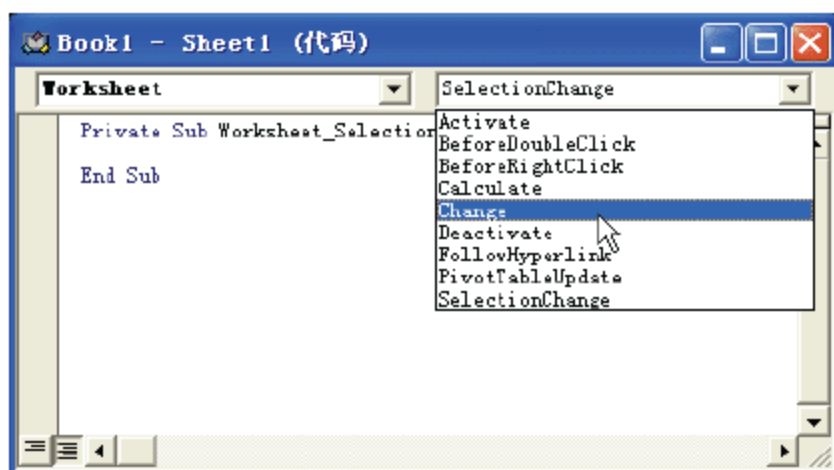 Book1 - Sheet1 (代码)
Worksheet
SelectionChange
Private Sub Worksheet_Selection
End Sub
Activate
BeforeDoubleClick
BeforeRightClick
Calculate
Change
Deactivate
FollowHyperlink
PivotTableUpdate
SelectionChange